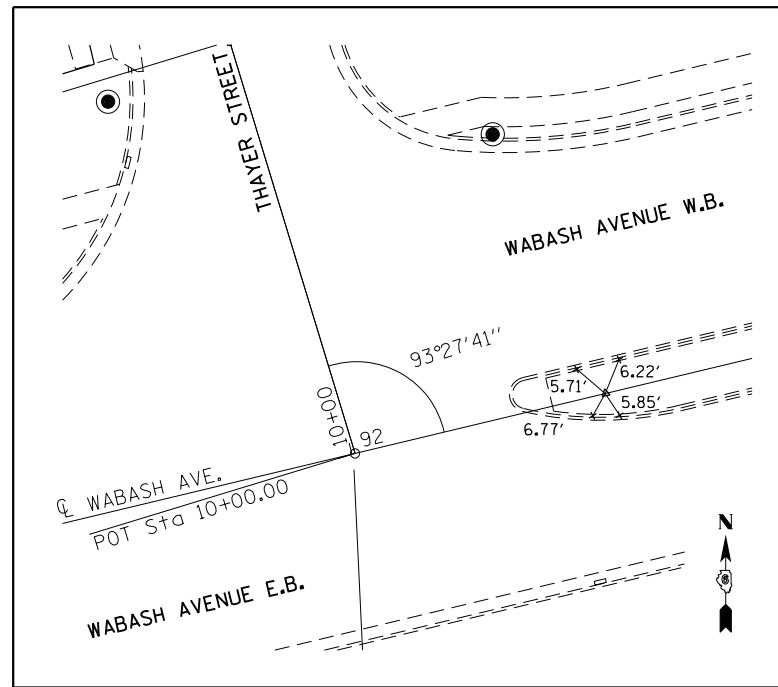 THAYER STREET
WABASH AVENUE W.B.
93°27'41"
5.71'
6.22'
5.85'
6.77'
10+00
92
℄ WABASH AVE.
POT Sta 10+00.00
WABASH AVENUE E.B.
N